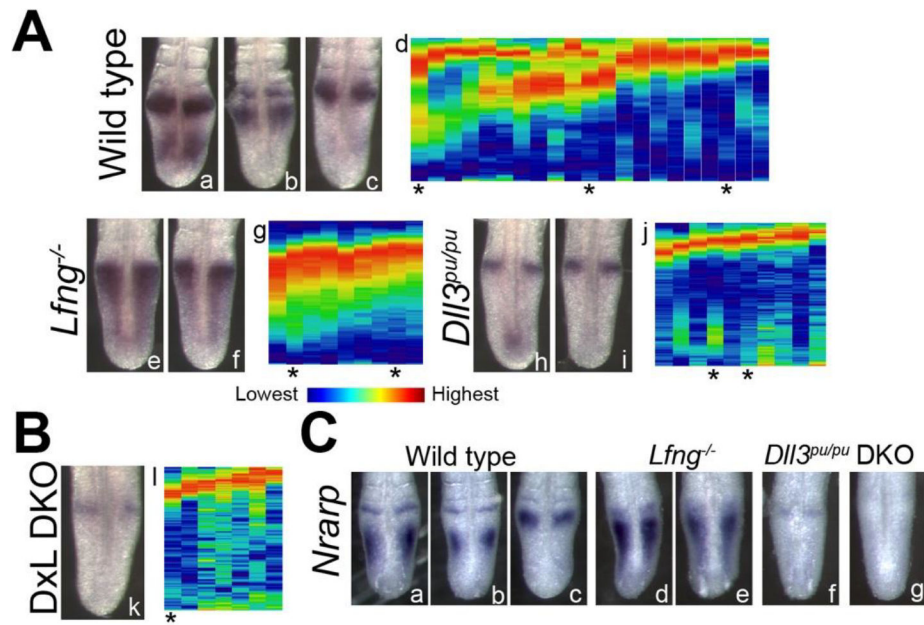 A
Wild type
a
b
c
d
*
*
*
Lfng-/-
e
f
g
*
*
Dll3pu/pu
h
i
j
*
*
Lowest
Highest
B
DxL DKO
k
l
*
C
Wild type
Lfng-/-
Dll3pu/pu DKO
Nrarp
a
b
c
d
e
f
g